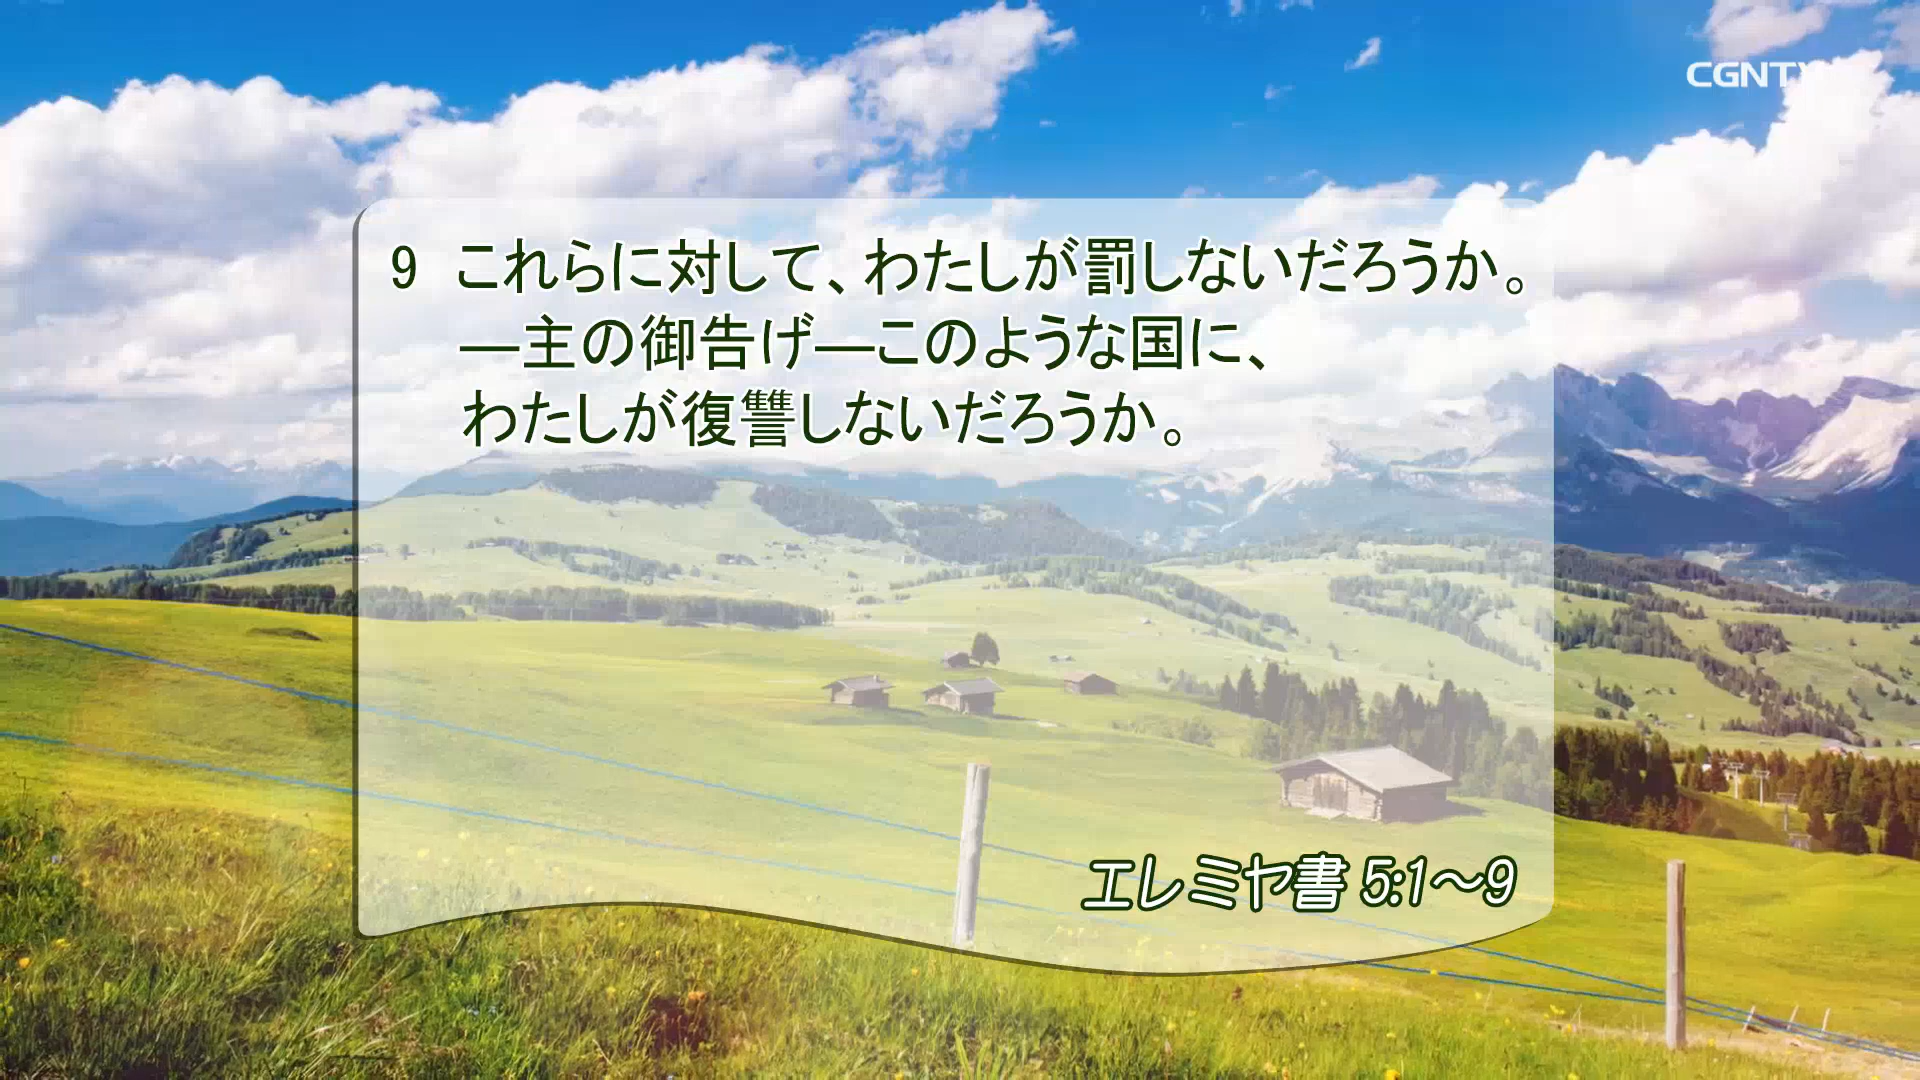 CGNTV
9 これらに対して、わたしが罰しないだろうか。
―主の御告げ―このような国に、
わたしが復讐しないだろうか。
エレミヤ書 5:1〜9